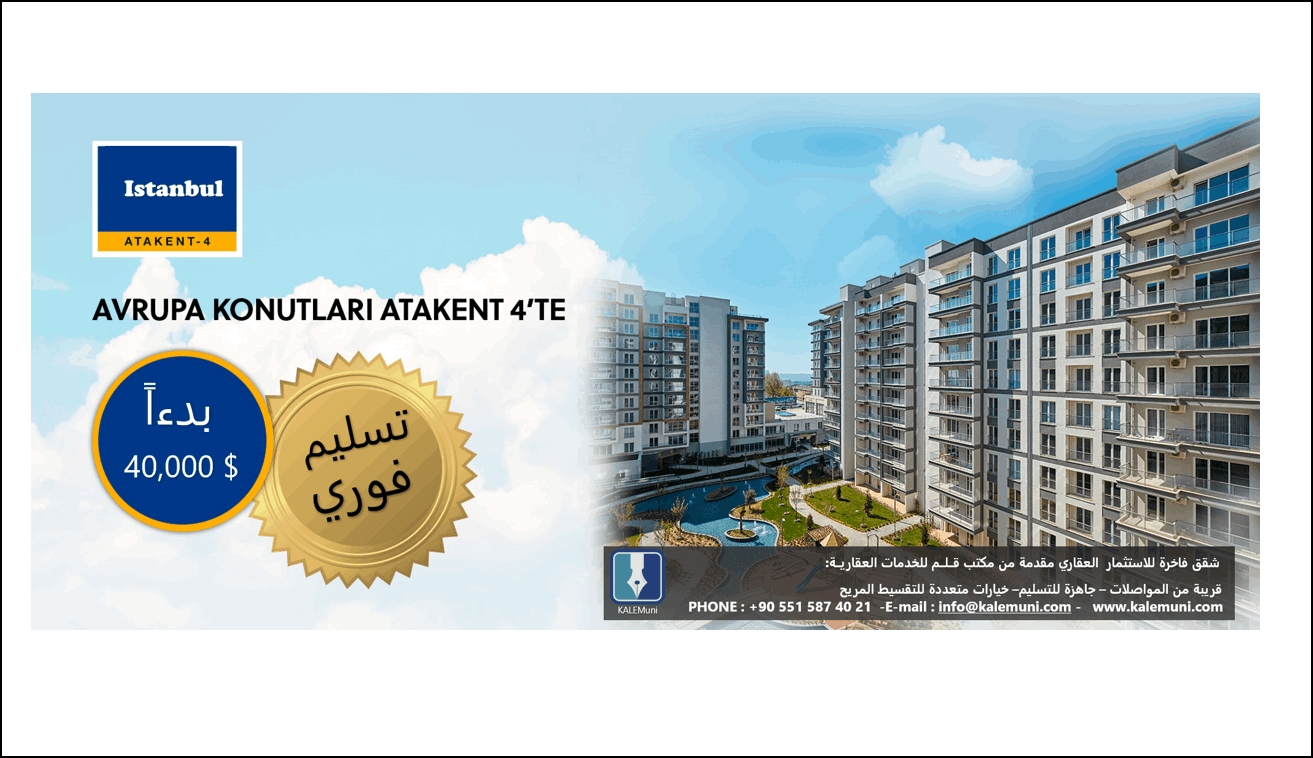 Istanbul
ATAKENT-4
AVRUPA KONUTLARI ATAKENT 4'TE
بدءاً
40,000 $
تسليم
فوري
شقق فاخرة للاستثمار العقاري مقدمة من مكتب قـلـم للخدمات العقاريـة:
قريبة من المواصلات – جاهزة للتسليم– خيارات متعددة للتقسيط المريح
PHONE : +90 551 587 40 21 -E-mail : info@kalemuni.com - www.kalemuni.com
KALEMuni